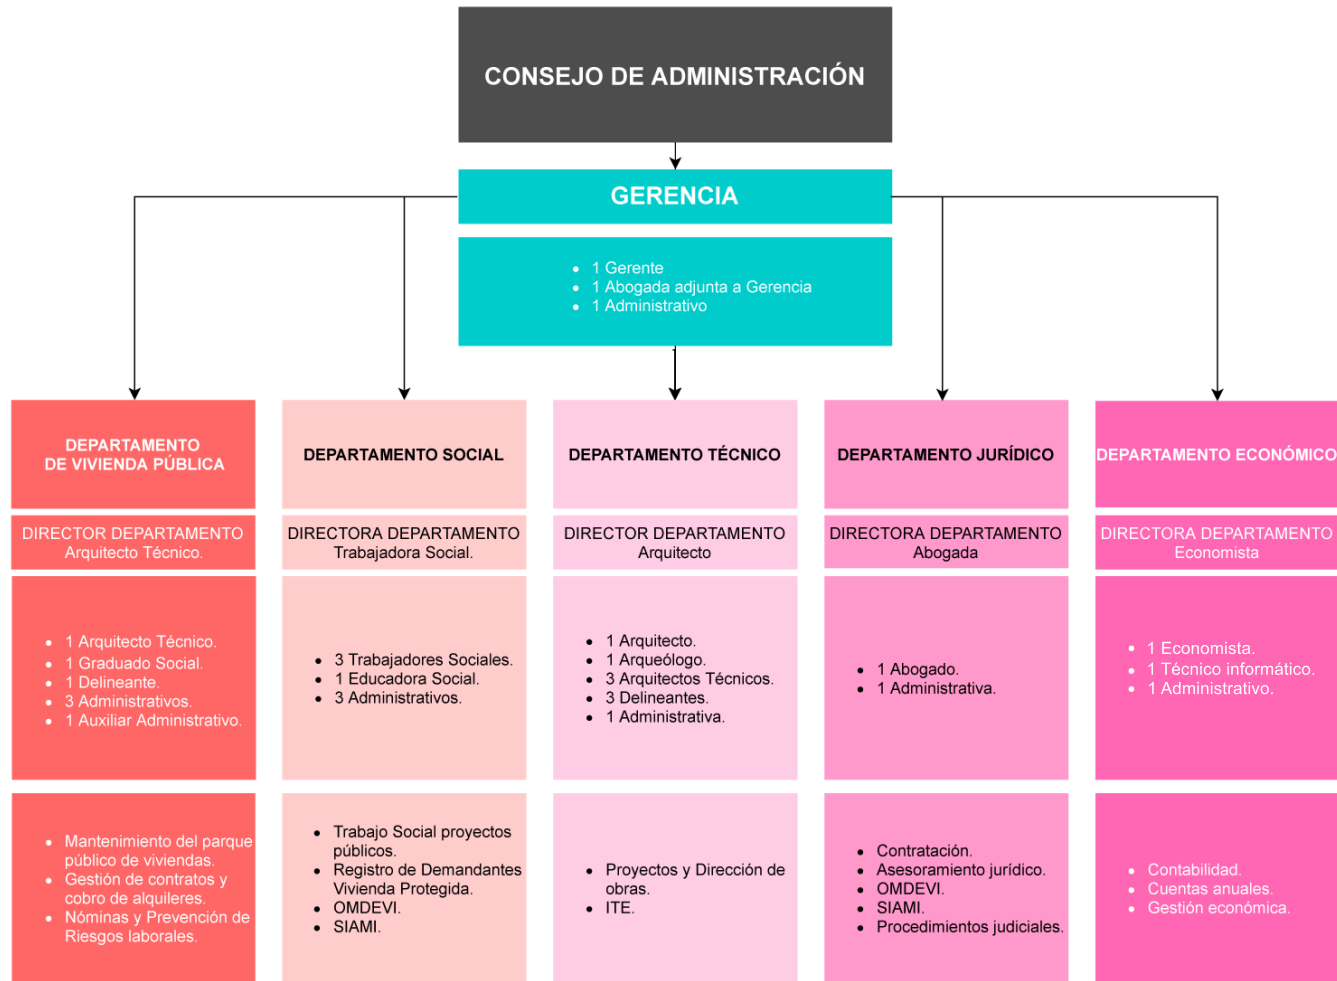 CONSEJO DE ADMINISTRACIÓN
GERENCIA
• 1 Gerente
• 1 Abogada adjunta a Gerencia
• 1 Administrativo
DEPARTAMENTO
DE VIVIENDA PÚBLICA
DIRECTOR DEPARTAMENTO
Arquitecto Técnico.
• 1 Arquitecto Técnico.
• 1 Graduado Social.
• 1 Delineante.
• 3 Administrativos.
• 1 Auxiliar Administrativo.
• Mantenimiento del parque
público de viviendas.
• Gestión de contratos y
cobro de alquileres.
• Nóminas y Prevención de
Riesgos laborales.
DEPARTAMENTO SOCIAL
DIRECTORA DEPARTAMENTO
Trabajadora Social.
• 3 Trabajadores Sociales.
• 1 Educadora Social.
• 3 Administrativos.
• Trabajo Social proyectos
públicos.
• Registro de Demandantes
Vivienda Protegida.
• OMDEVI.
• SIAMI.
DEPARTAMENTO TÉCNICO
DIRECTOR DEPARTAMENTO
Arquitecto
• 1 Arquitecto.
• 1 Arqueólogo.
• 3 Arquitectos Técnicos.
• 3 Delineantes.
• 1 Administrativa.
• Proyectos y Dirección de
obras.
• ITE.
DEPARTAMENTO JURÍDICO
DIRECTORA DEPARTAMENTO
Abogada
• 1 Abogado.
• 1 Administrativa.
• Contratación.
• Asesoramiento jurídico.
• OMDEVI.
• SIAMI.
• Procedimientos judiciales.
DEPARTAMENTO ECONÓMICO
DIRECTORA DEPARTAMENTO
Economista
• 1 Economista.
• 1 Técnico informático.
• 1 Administrativo.
• Contabilidad.
• Cuentas anuales.
• Gestión económica.